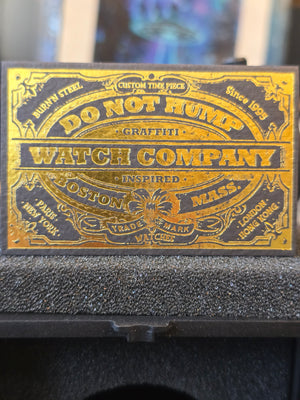 CUSTOM TIME PIECE
BURNN STEEL
Since 1995
DO NOT HUMP
GRAFFITI
WATCH COMPANY
INSPIRED
BOSTON MASS.
PARIS
NEW YORK
TRADE MARK
WATCHES
LONDON
HONG KONG